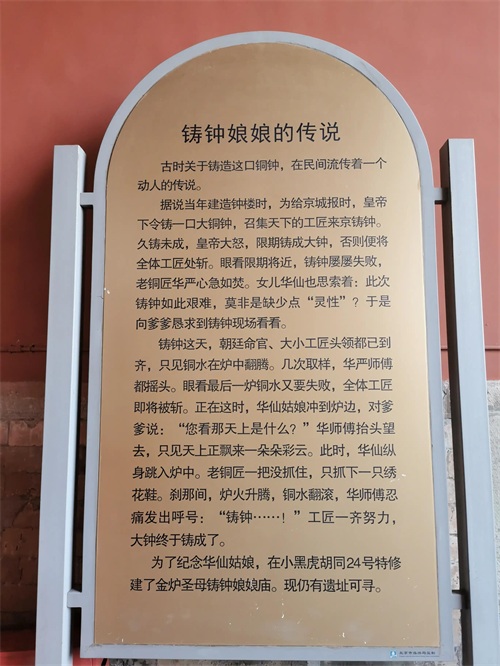 铸钟娘娘的传说
古时关于铸造这口铜钟，在民间流传着一个
动人的传说。
据说当年建造钟楼时，为给京城报时，皇帝
下令铸一口大铜钟，召集天下的工匠来京铸钟。
久铸未成，皇帝大怒，限期铸成大钟，否则便将
全体工匠处斩。眼看限期将近，铸钟屡屡失败，
老铜匠华严心急如焚。女儿华仙也思索着：此次
铸钟如此艰难，莫非是缺少点“灵性”？于是
向爹爹恳求到铸钟现场看看。
铸钟这天，朝廷命官、大小工匠头领都已到
齐，只见铜水在炉中翻腾。几次取样，华严师傅
都摇头。眼看最后一炉铜水又要失败，全体工匠
即将被斩。正在这时，华仙姑娘冲到炉边，对爹
爹说：“您看那天上是什么？”华师傅抬头望
去，只见天上正飘来一朵朵彩云。此时，华仙纵
身跳入炉中。老铜匠一把没抓住，只抓下一只绣
花鞋。刹那间，炉火升腾，铜水翻滚，华师傅忍
痛发出呼号：“铸钟……！”工匠一齐努力，
大钟终于铸成了。
为了纪念华仙姑娘，在小黑虎胡同24号特修
建了金炉圣母铸钟娘娘庙。现仍有遗址可寻。